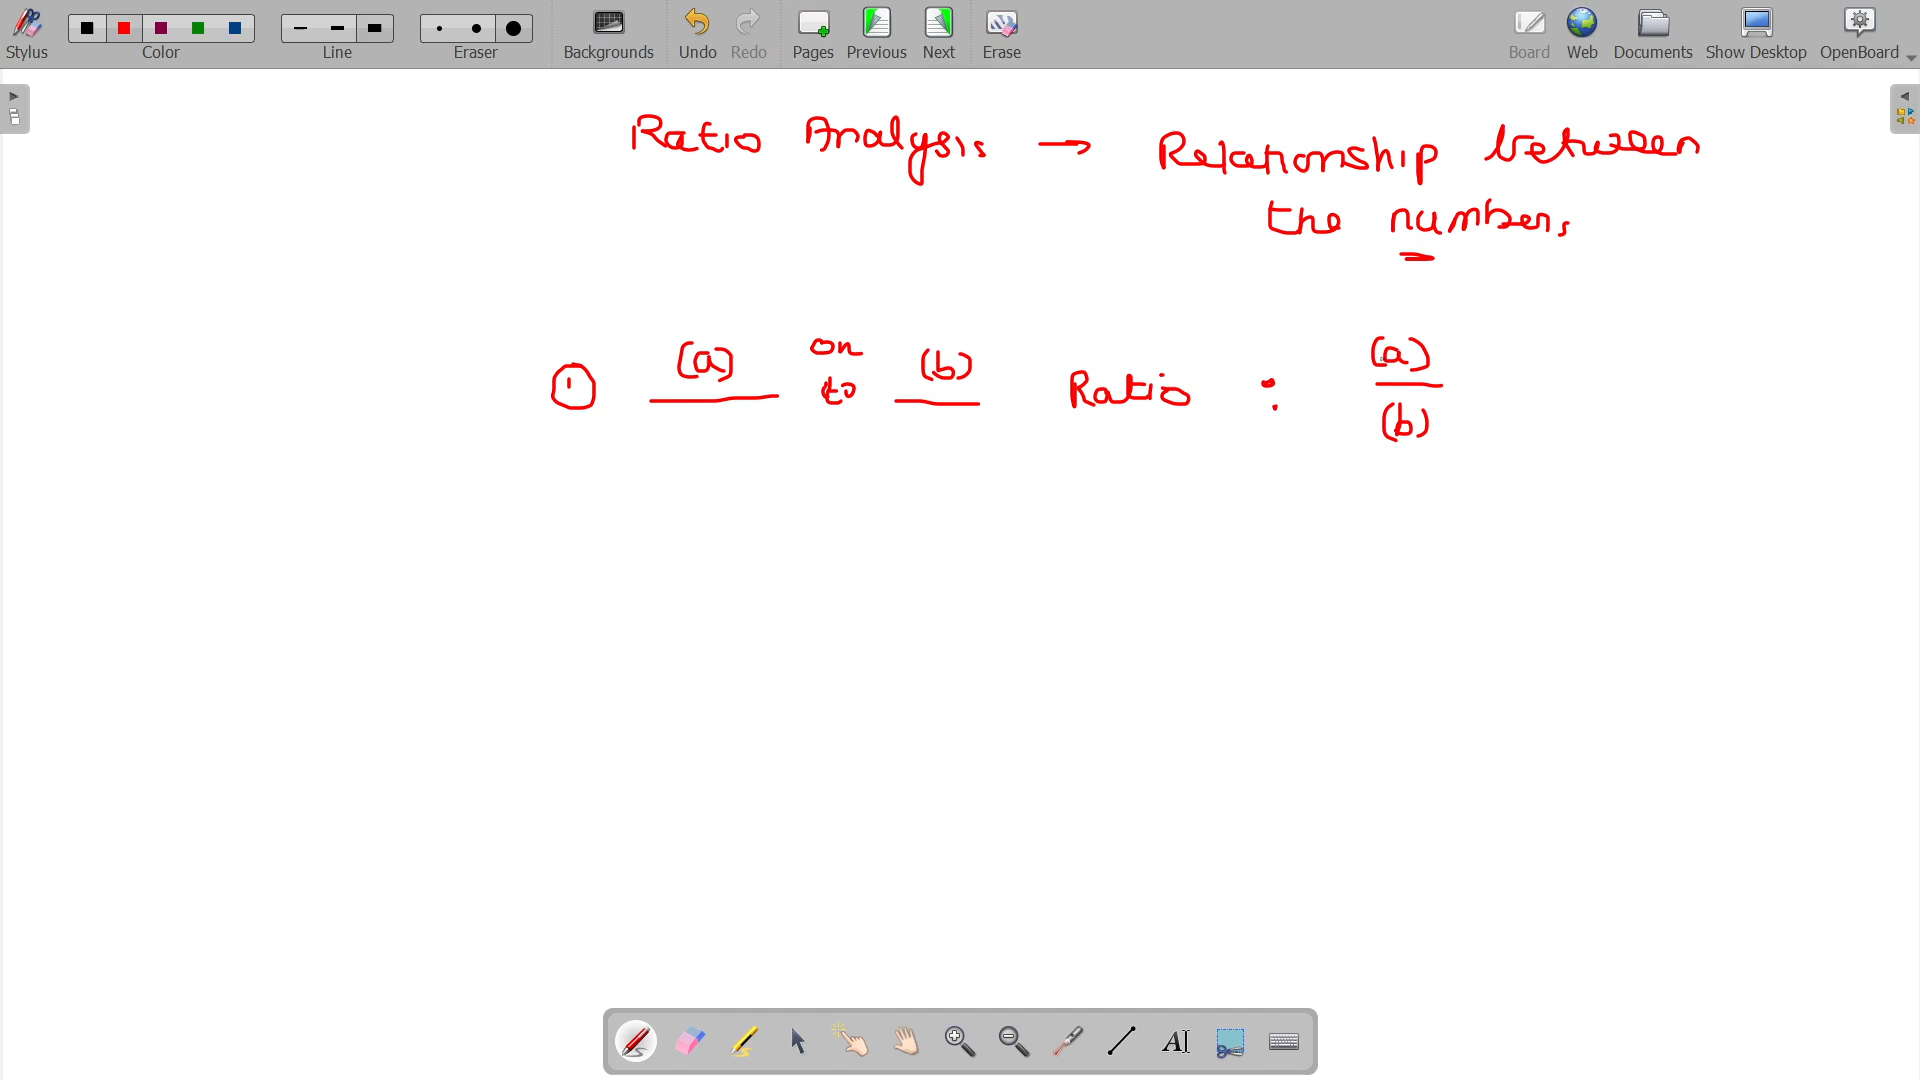 Stylus Color Line Eraser Backgrounds Undo Redo Pages Previous Next Erase Board Web Documents Show Desktop OpenBoard
Ratio Analysis → Relationship between
the numbers
① (a) on to (b) Ratio : (a)
(b)
AI